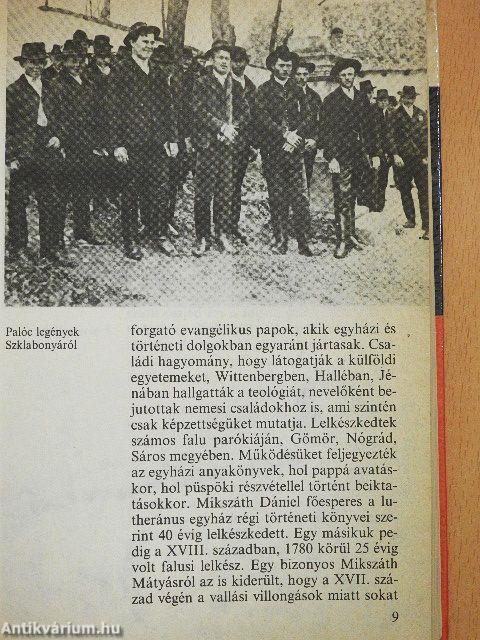 Palóc legények
Szklabonyáról
forgató evangélikus papok, akik egyházi és
történeti dolgokban egyaránt jártasak. Csa-
ládi hagyomány, hogy látogatják a külföldi
egyetemeket, Wittenbergben, Halléban, Jé-
nában hallgatták a teológiát, nevelőként be-
jutottak nemesi családokhoz is, ami szintén
csak képzettségüket mutatja. Lelkészkedtek
számos falu parókiáján, Gömör, Nógrád,
Sáros megyében. Működésüket feljegyezték
az egyházi anyakönyvek, hol pappá avatás-
kor, hol püspöki részvétellel történt beikta-
tásokkor. Mikszáth Dániel főesperes a lu-
theránus egyház régi történeti könyvei sze-
rint 40 évig lelkészkedett. Egy másikuk pe-
dig a XVIII. században, 1780 körül 25 évig
volt falusi lelkész. Egy bizonyos Mikszáth
Mátyásról az is kiderült, hogy a XVII. szá-
zad végén a vallási villongások miatt sokat
9
Antikvárium.hu